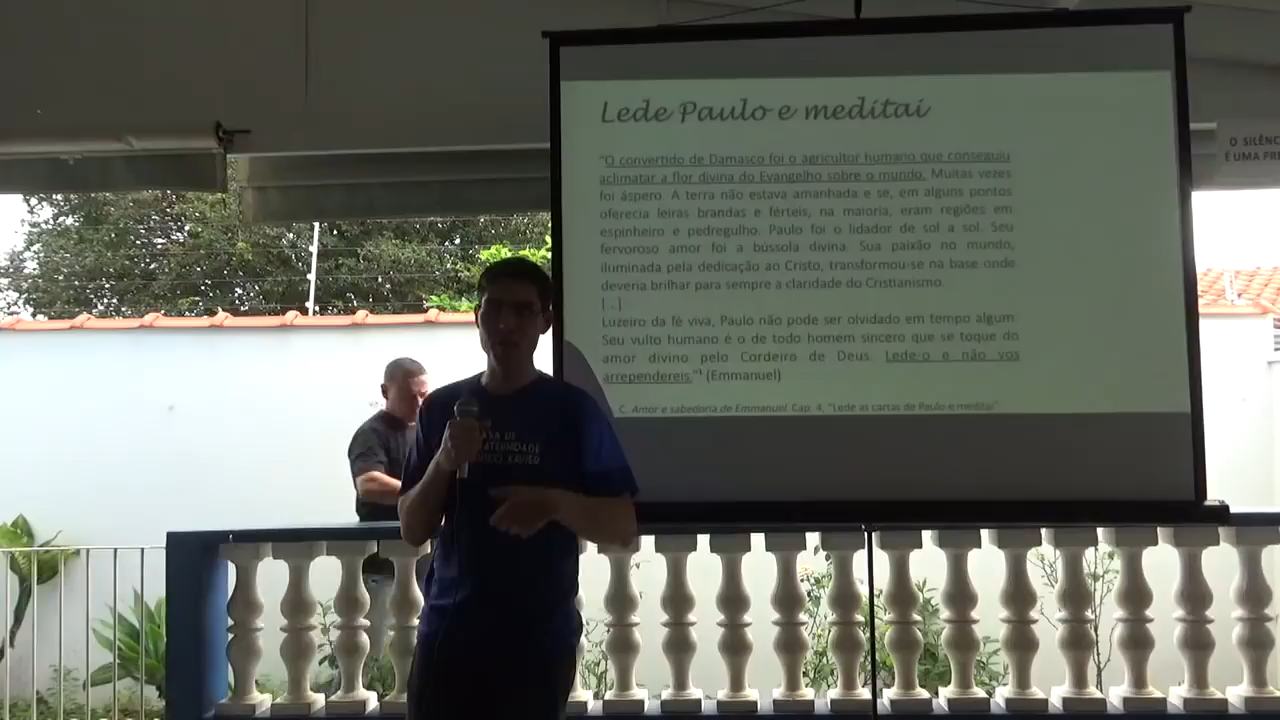 Lede Paulo e meditai
"O convertido de Damasco foi o agricultor humano que conseguiu
aclimatar a flor divina do Evangelho sobre o mundo. Muitas vezes
foi áspero. A terra não estava amanhada e se, em alguns pontos
oferecia leiras brandas e férteis, na maioria, eram regiões em
espinheiro e pedregulho. Paulo foi o lidador de sol a sol. Seu
fervoroso amor foi a bússola divina. Sua paixão no mundo,
iluminada pela dedicação ao Cristo, transformou-se na base onde
deveria brilhar para sempre a claridade do Cristianismo.
[...]
Luzeiro da fé viva, Paulo não pode ser olvidado em tempo algum.
Seu vulto humano é o de todo homem sincero que se toque do
amor divino pelo Cordeiro de Deus. Lede-o e não vos
arrependereis."¹ (Emmanuel)
C. Amor e sabedoria de Emmanuel. Cap. 4, "Lede as cartas de Paulo e meditai"
O SILÊNC
É UMA PRE
ASA DE
ATERNIDADE
XAVIER